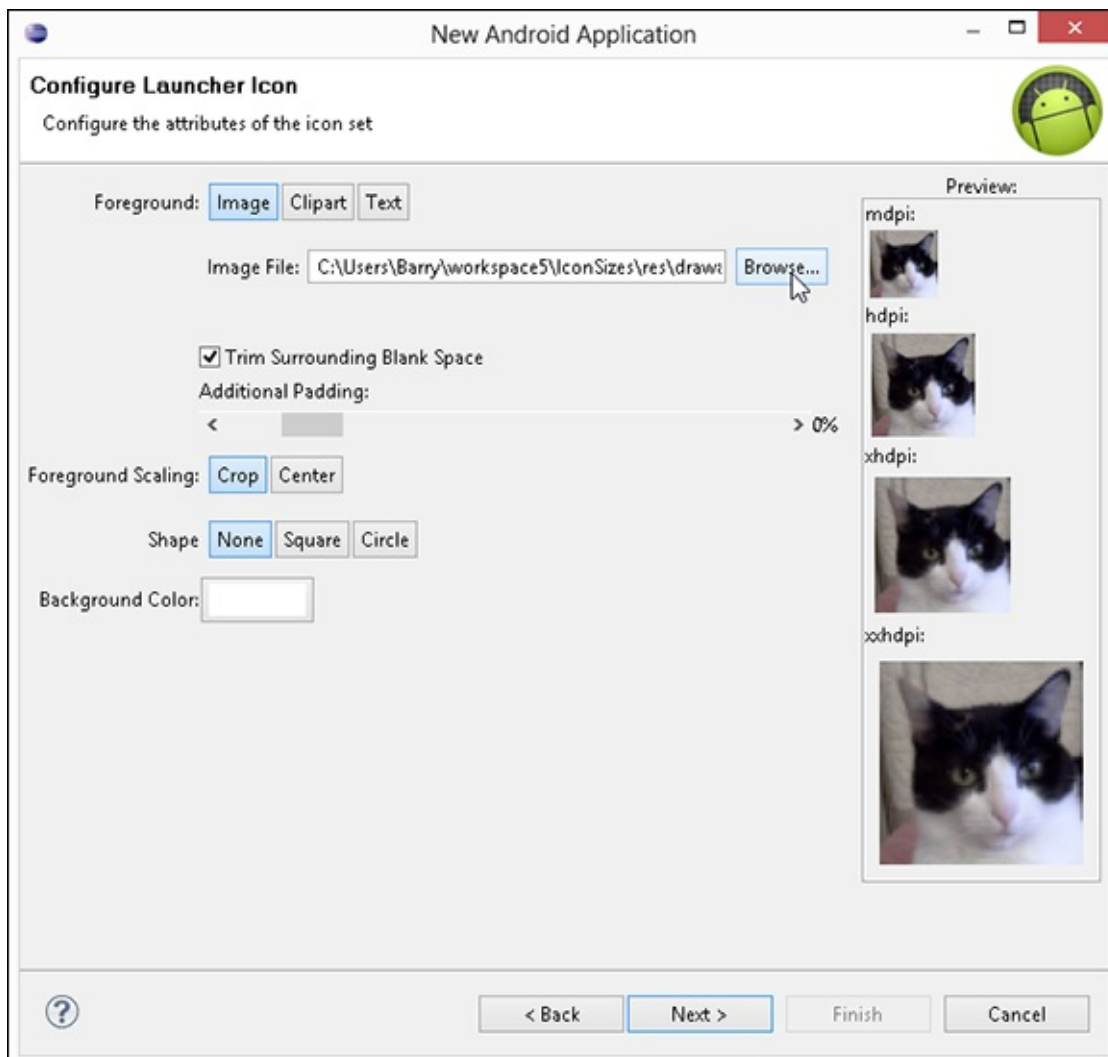 New Android Application
Configure Launcher Icon
Configure the attributes of the icon set
Foreground: Image Clipart Text
Image File: C:\Users\Barry\workspace5\IconSizes\res\drawa Browse...
Trim Surrounding Blank Space
Additional Padding:
< > 0%
Foreground Scaling: Crop Center
Shape None Square Circle
Background Color:
Preview:
mdpi:
hdpi:
xhdpi:
xxhdpi:
? < Back Next > Finish Cancel